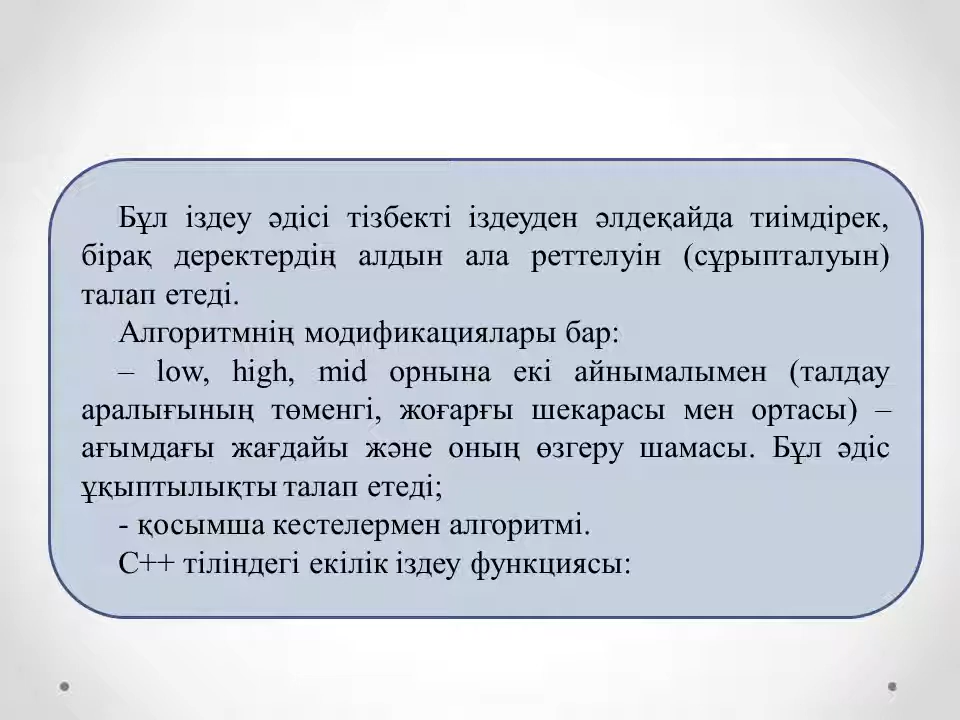 Бұл іздеу әдісі тізбекті іздеуден әлдеқайда тиімдірек,
бірақ деректердің алдын ала реттелуін (сұрыпталуын)
талап етеді.
Алгоритмнің модификациялары бар:
– low, high, mid орнына екі айнымалымен (талдау
аралығының төменгі, жоғарғы шекарасы мен ортасы) –
ағымдағы жағдайы және оның өзгеру шамасы. Бұл әдіс
ұқыптылықты талап етеді;
- қосымша кестелермен алгоритмі.
C++ тіліндегі екілік іздеу функциясы: